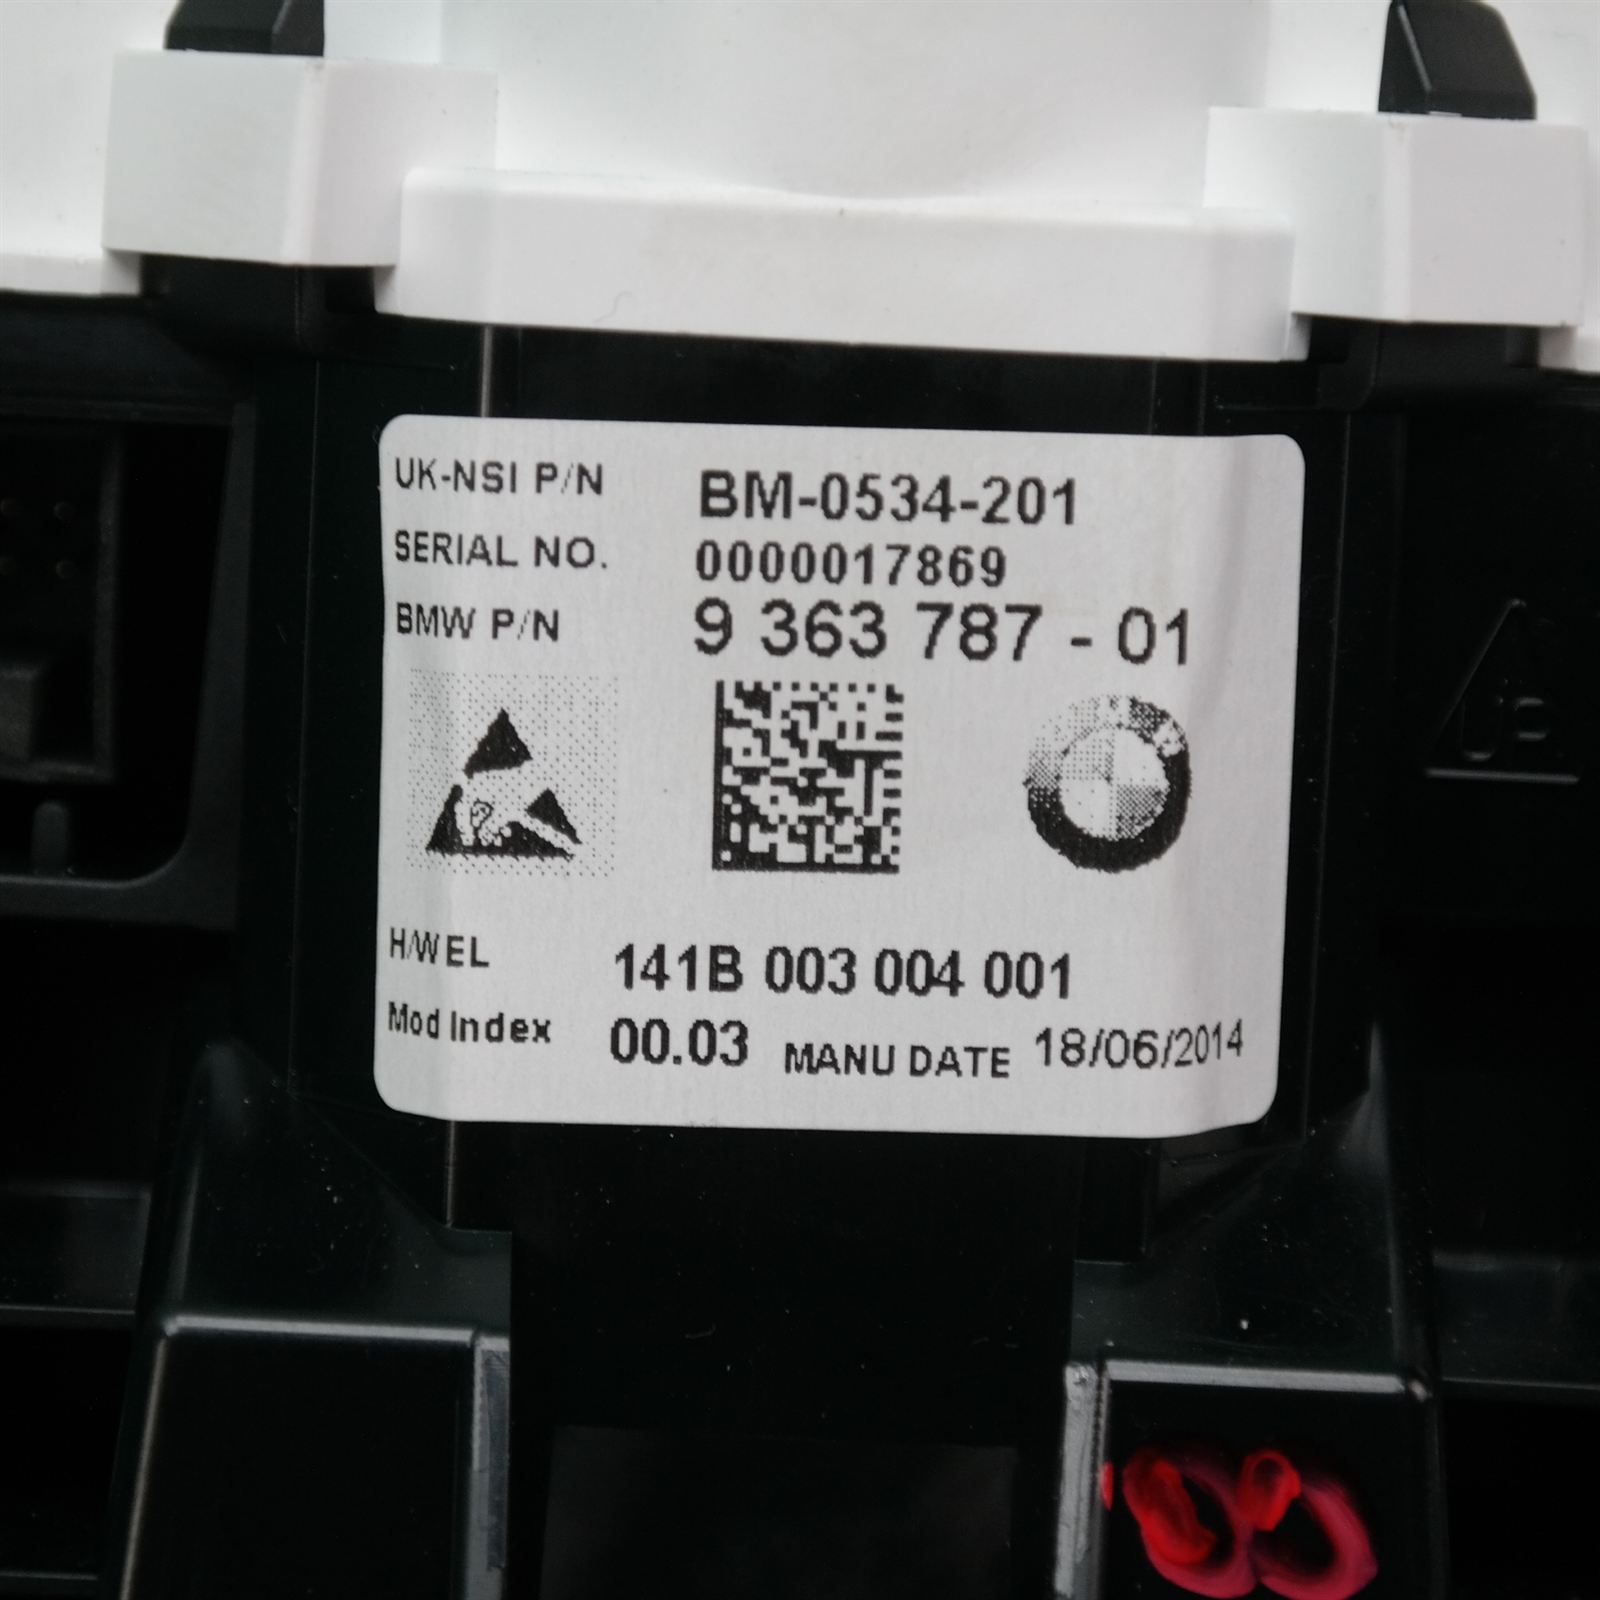 UK-NSI P/N BM-0534-201
SERIAL NO. 0000017869
BMW P/N 9 363 787 - 01
H/W EL 141B 003 004 001
Mod Index 00.03 MANU DATE 18/06/2014